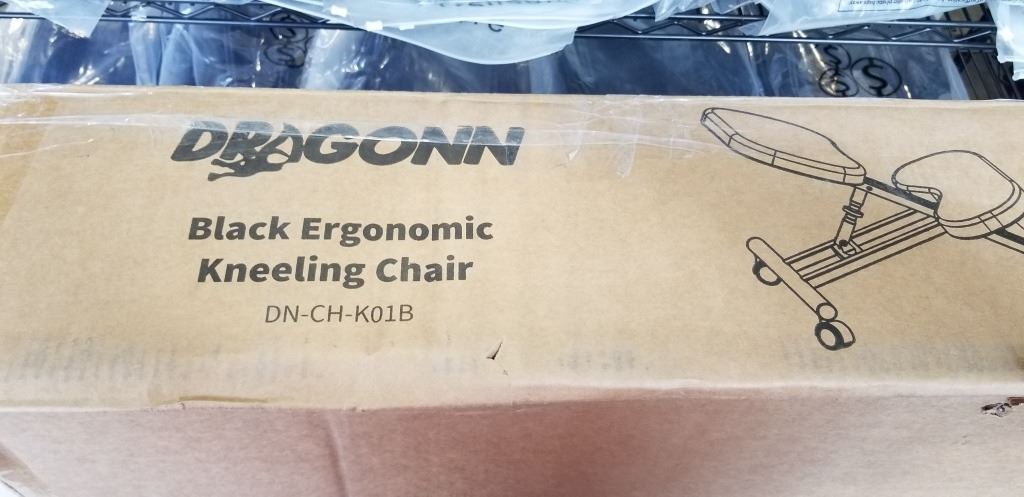 DRAGONN
Black Ergonomic
Kneeling Chair
DN-CH-K01B